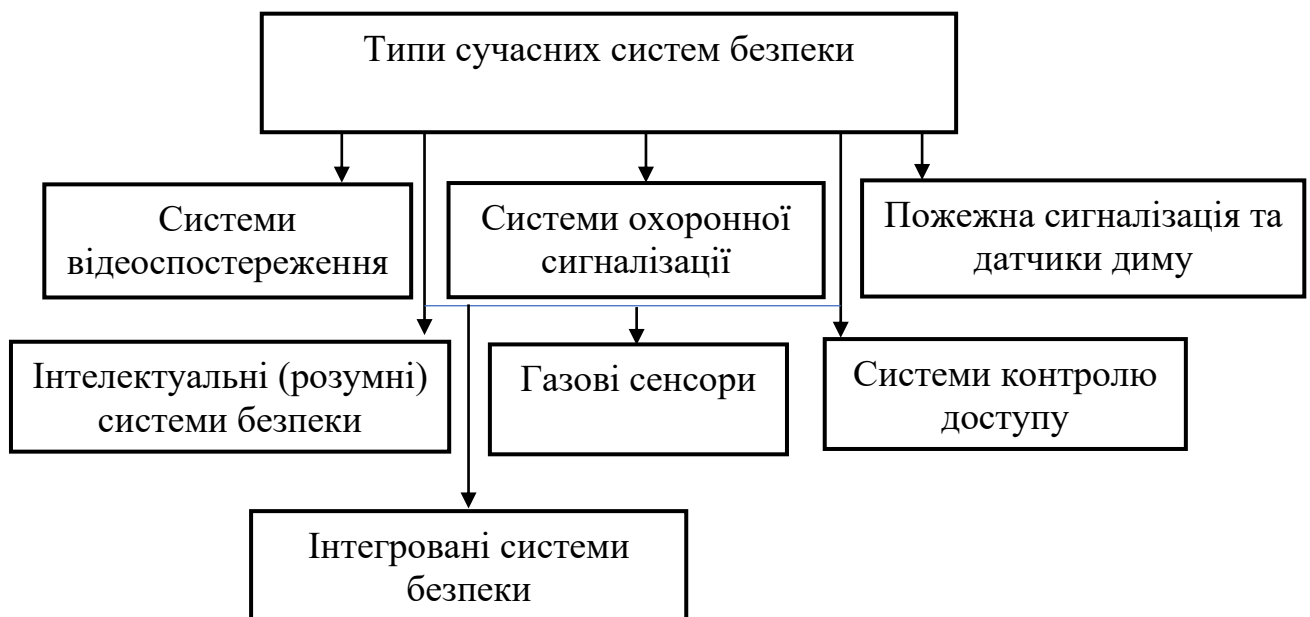 Типи сучасних систем безпеки
Системи
відеоспостереження
Системи охоронної
сигналізації
Пожежна сигналізація та
датчики диму
Інтелектуальні (розумні)
системи безпеки
Газові сенсори
Системи контролю
доступу
Інтегровані системи
безпеки